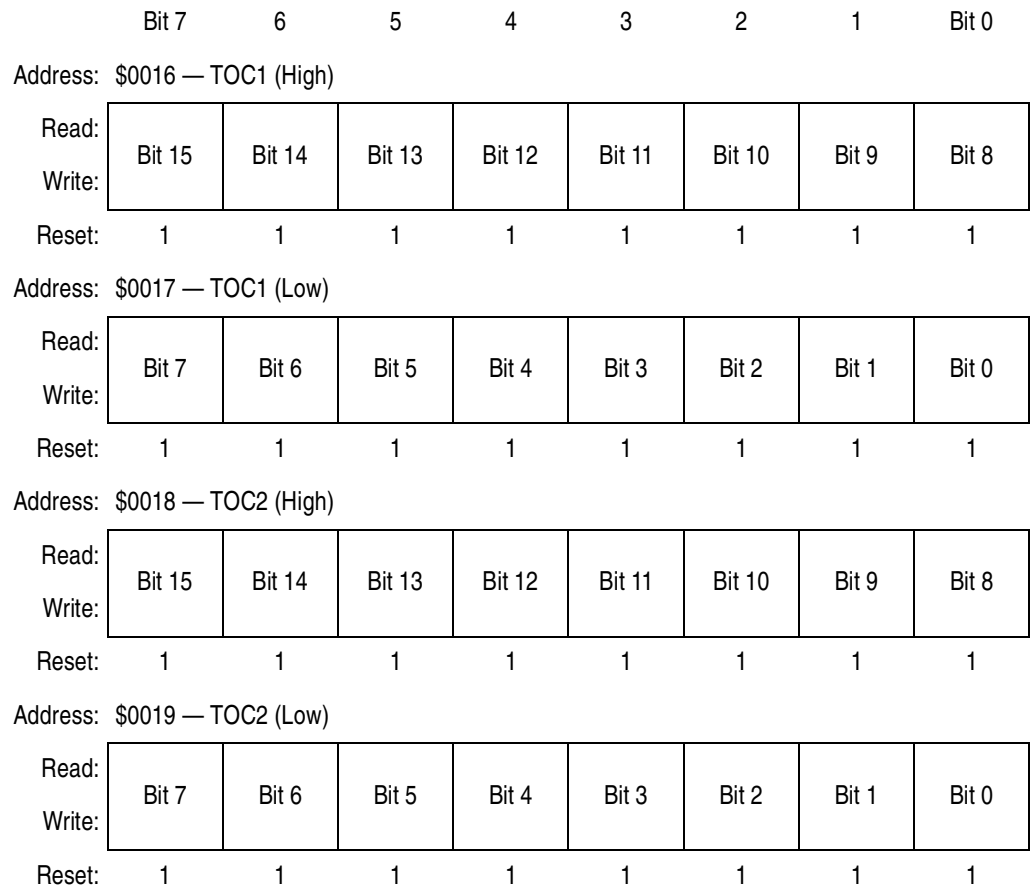 Bit 7 6 5 4 3 2 1 Bit 0
Address: $0016 — TOC1 (High)
Read:
Bit 15 Bit 14 Bit 13 Bit 12 Bit 11 Bit 10 Bit 9 Bit 8
Write:
Reset: 1 1 1 1 1 1 1 1
Address: $0017 — TOC1 (Low)
Read:
Bit 7 Bit 6 Bit 5 Bit 4 Bit 3 Bit 2 Bit 1 Bit 0
Write:
Reset: 1 1 1 1 1 1 1 1
Address: $0018 — TOC2 (High)
Read:
Bit 15 Bit 14 Bit 13 Bit 12 Bit 11 Bit 10 Bit 9 Bit 8
Write:
Reset: 1 1 1 1 1 1 1 1
Address: $0019 — TOC2 (Low)
Read:
Bit 7 Bit 6 Bit 5 Bit 4 Bit 3 Bit 2 Bit 1 Bit 0
Write:
Reset: 1 1 1 1 1 1 1 1